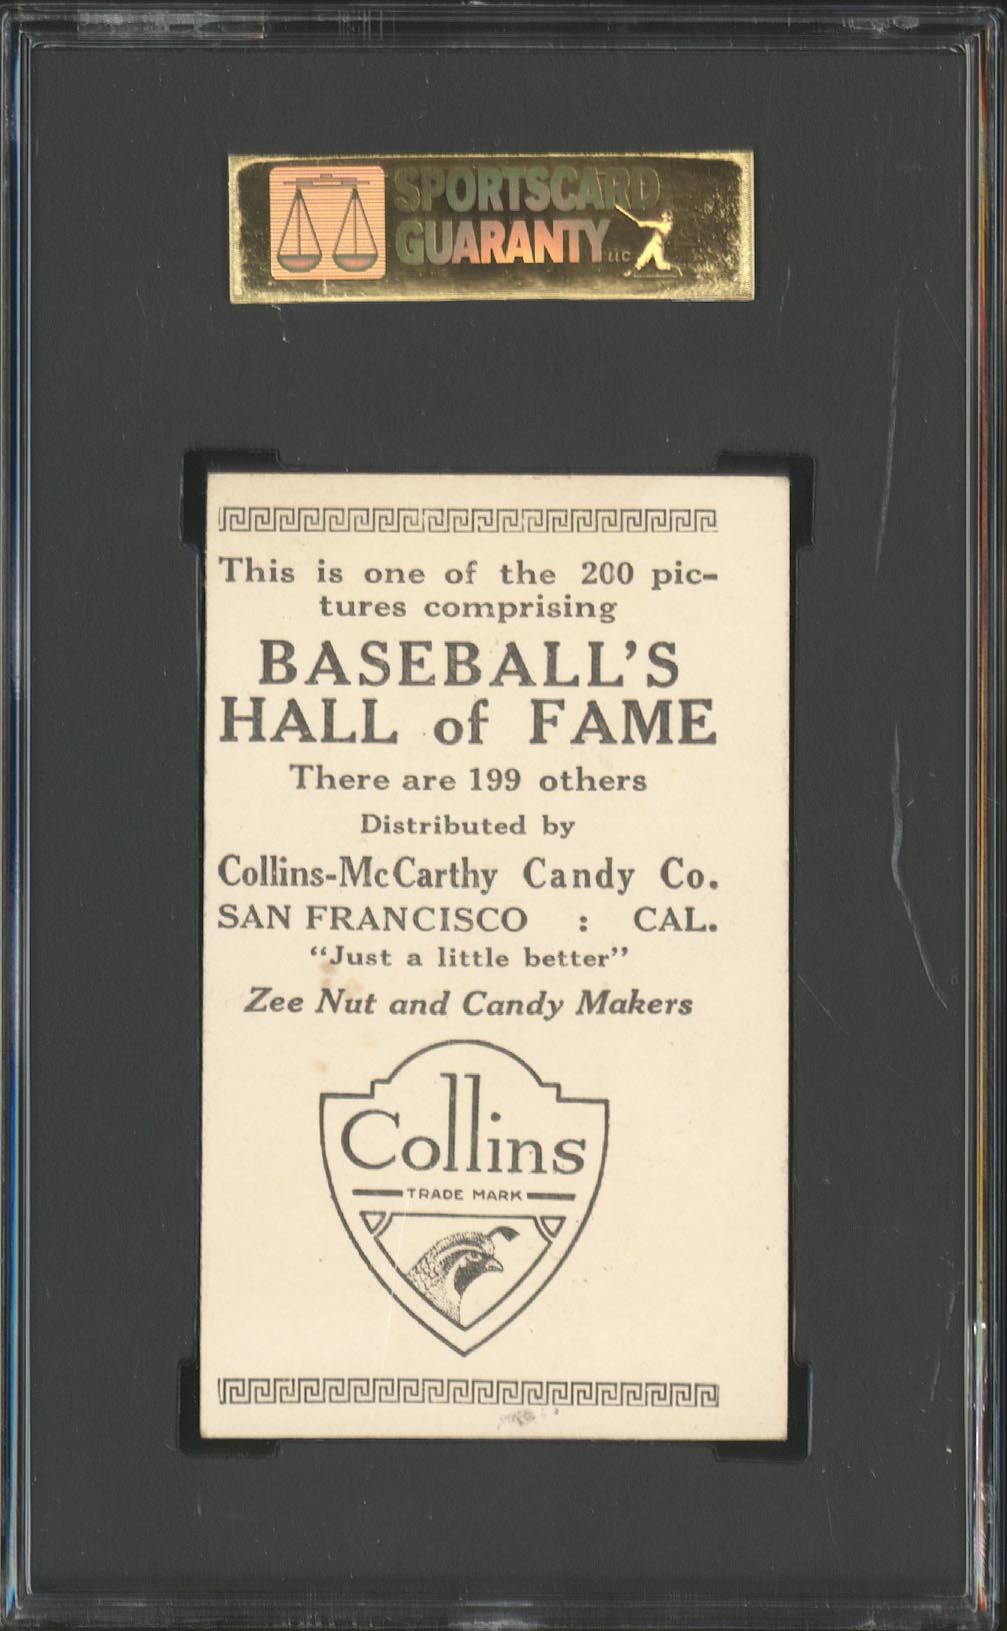 SPORTSCARD
GUARANTY LLC
This is one of the 200 pic-
tures comprising
BASEBALL'S
HALL of FAME
There are 199 others
Distributed by
Collins-McCarthy Candy Co.
SAN FRANCISCO : CAL.
"Just a little better"
Zee Nut and Candy Makers
Collins
TRADE MARK